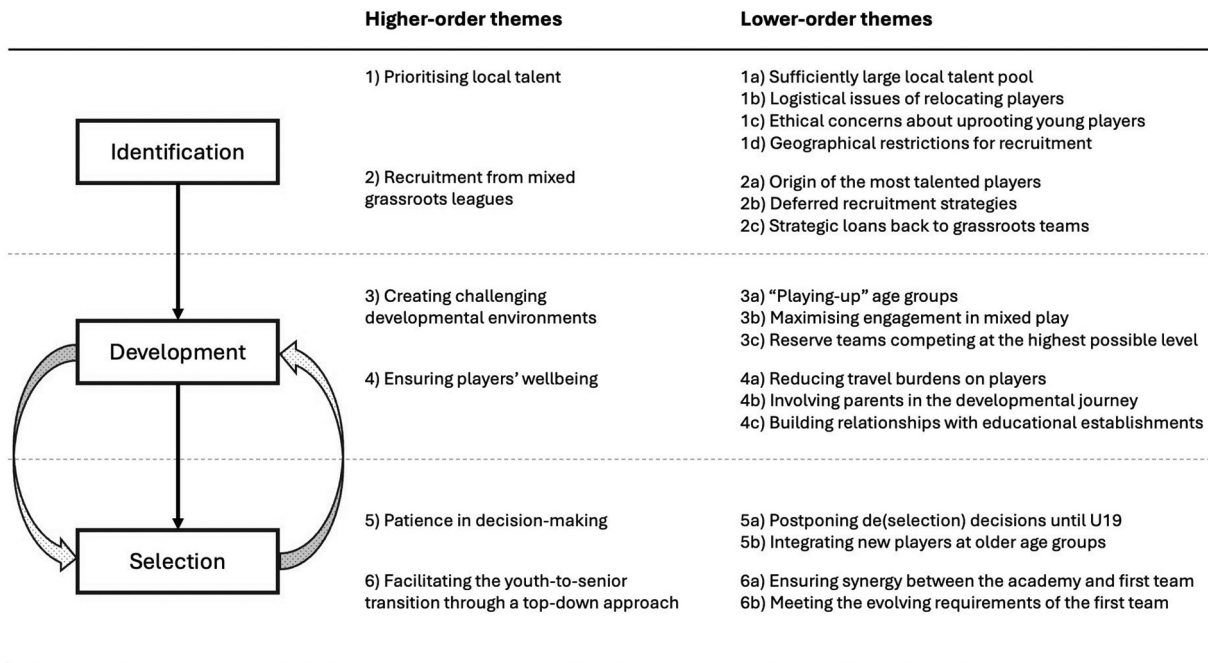 Higher-order themes
Lower-order themes
Identification
1) Prioritising local talent
1a) Sufficiently large local talent pool
1b) Logistical issues of relocating players
1c) Ethical concerns about uprooting young players
1d) Geographical restrictions for recruitment
2) Recruitment from mixed
grassroots leagues
2a) Origin of the most talented players
2b) Deferred recruitment strategies
2c) Strategic loans back to grassroots teams
Development
3) Creating challenging
developmental environments
3a) “Playing-up” age groups
3b) Maximising engagement in mixed play
3c) Reserve teams competing at the highest possible level
4) Ensuring players’ wellbeing
4a) Reducing travel burdens on players
4b) Involving parents in the developmental journey
4c) Building relationships with educational establishments
Selection
5) Patience in decision-making
5a) Postponing de(selection) decisions until U19
5b) Integrating new players at older age groups
6) Facilitating the youth-to-senior
transition through a top-down approach
6a) Ensuring synergy between the academy and first team
6b) Meeting the evolving requirements of the first team